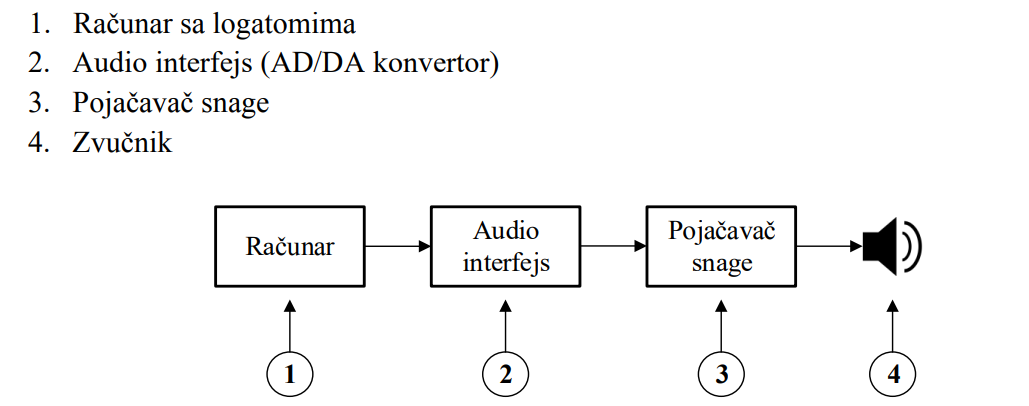 1. Računar sa logatomima
2. Audio interfejs (AD/DA konvertor)
3. Pojačavač snage
4. Zvučnik
Računar
Audio
interfejs
Pojačavač
snage
1
2
3
4